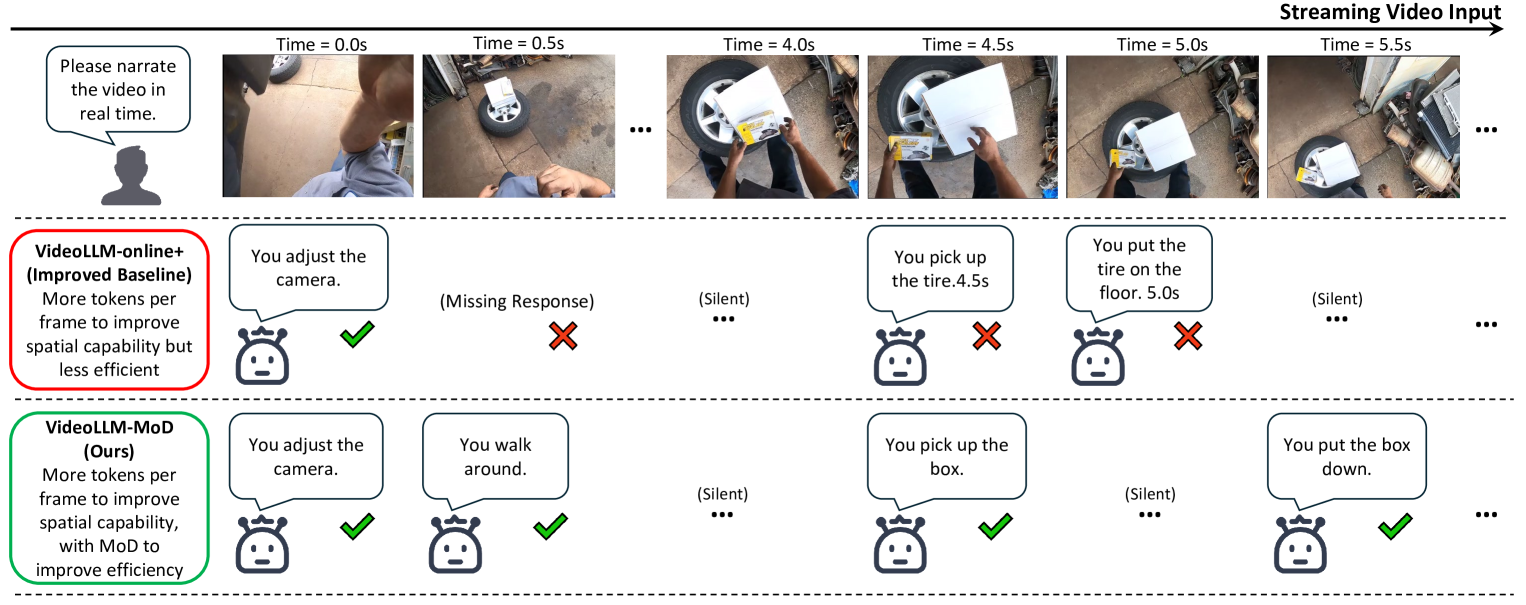 Streaming Video Input
Time = 0.0s
Time = 0.5s
Time = 4.0s
Time = 4.5s
Time = 5.0s
Time = 5.5s
Please narrate
the video in
real time.
...
...
VideoLLM-online+
(Improved Baseline)
More tokens per
frame to improve
spatial capability but
less efficient
You adjust the
camera.
(Missing Response)
(Silent)
...
You pick up
the tire.4.5s
You put the
tire on the
floor. 5.0s
(Silent)
...
...
VideoLLM-MoD
(Ours)
More tokens per
frame to improve
spatial capability,
with MoD to
improve efficiency
You adjust the
camera.
You walk
around.
(Silent)
...
You pick up the
box.
(Silent)
...
You put the box
down.
...